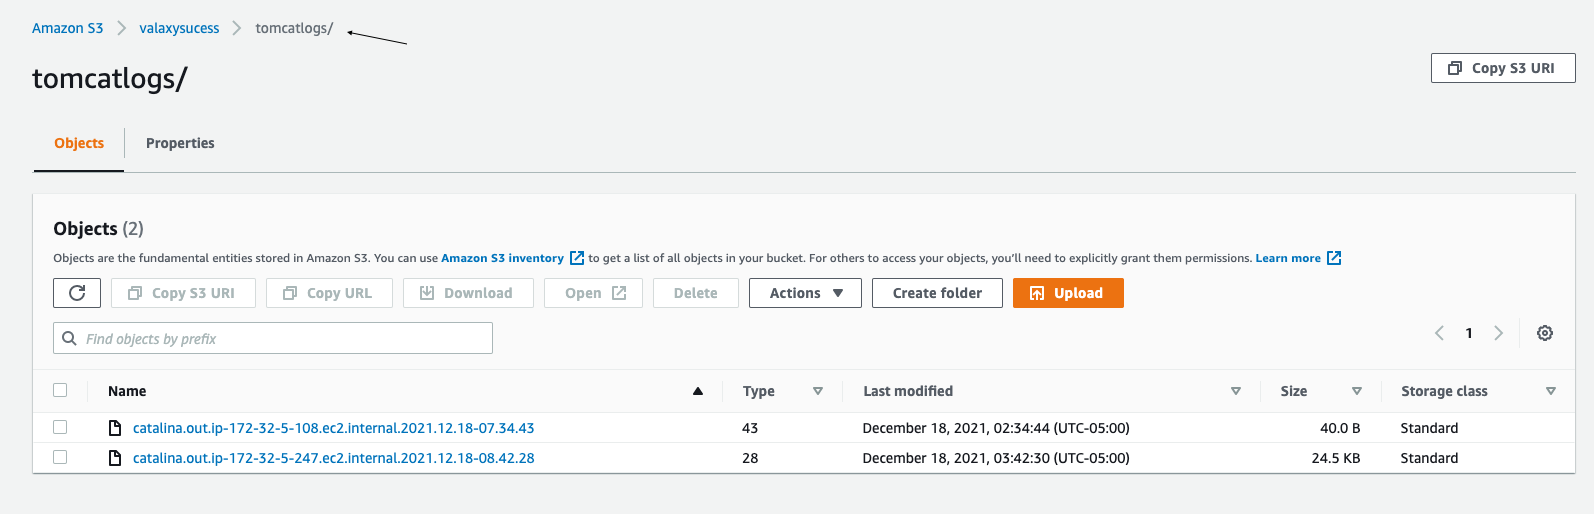 Amazon S3 valaxysucess tomcatlogs/
tomcatlogs/
Copy S3 URI
Objects Properties
Objects (2)
Objects are the fundamental entities stored in Amazon S3. You can use Amazon S3 inventory to get a list of all objects in your bucket. For others to access your objects, you'll need to explicitly grant them permissions. Learn more
Copy S3 URI Copy URL Download Open Delete Actions Create folder Upload
Find objects by prefix
1
Name Type Last modified Size Storage class
catalina.out.ip-172-32-5-108.ec2.internal.2021.12.18-07.34.43 43 December 18, 2021, 02:34:44 (UTC-05:00) 40.0 B Standard
catalina.out.ip-172-32-5-247.ec2.internal.2021.12.18-08.42.28 28 December 18, 2021, 03:42:30 (UTC-05:00) 24.5 KB Standard